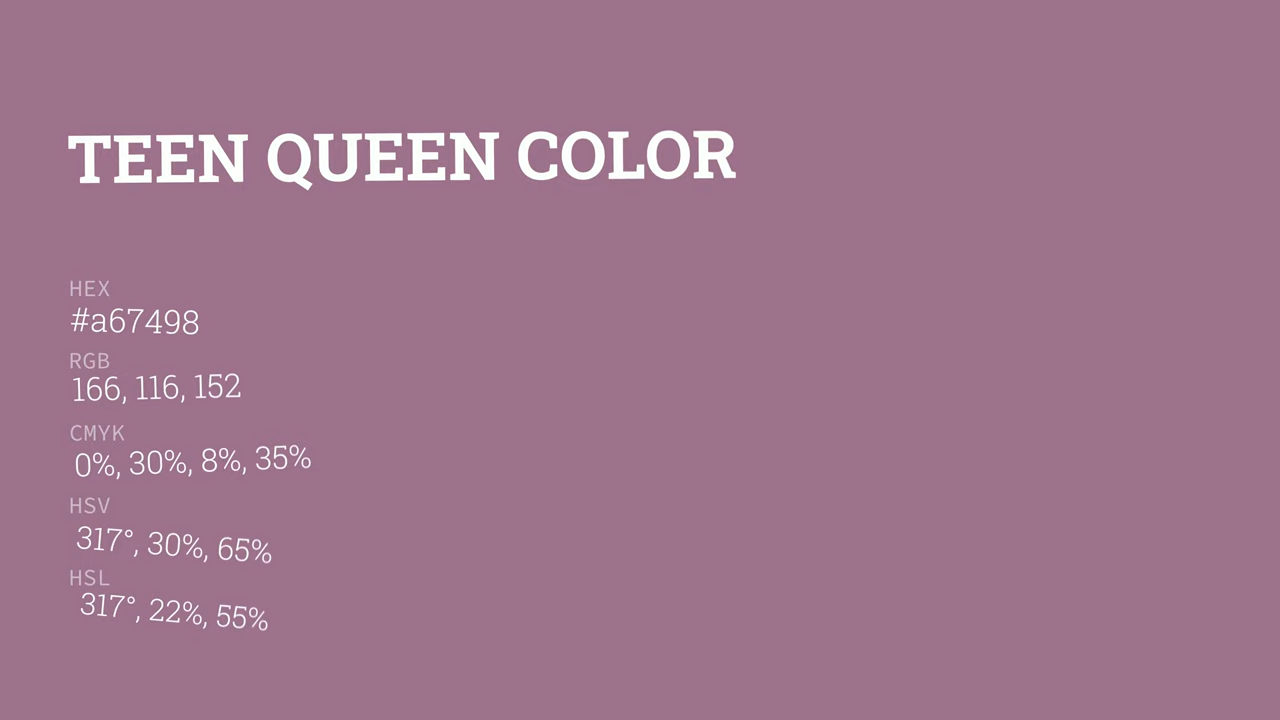 TEEN QUEEN COLOR
HEX
#a67498
RGB
166, 116, 152
CMYK
0%, 30%, 8%, 35%
HSV
317°, 30%, 65%
HSL
317°, 22%, 55%